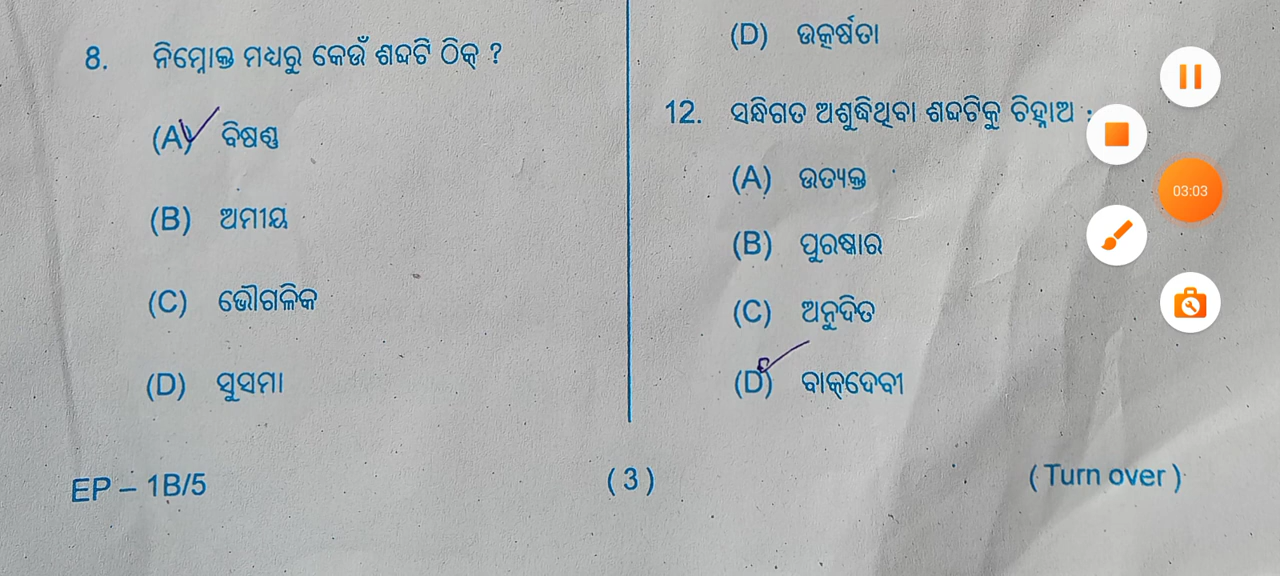 8. ନିମ୍ନୋକ୍ତ ମଧ୍ୟରୁ କେଉଁ ଶବ୍ଦଟି ଠିକ୍ ?
(A) ବିଷଣ୍ଣ
(B) ଅମୀୟ
(C) ଭୌଗଳିକ
(D) ସୁସମା
(D) ଉତ୍କର୍ଷତା
12. ସନ୍ଧିଗତ ଅଶୁଦ୍ଧିଥିବା ଶବ୍ଦଟିକୁ ଚିହ୍ନାଅ :
(A) ଉତ୍ୟକ୍ତ
(B) ପୁରଷ୍କାର
(C) ଅନୁଦିତ
(D) ବାକ୍‌ଦେବୀ
EP – 1B/5
( 3 )
( Turn over )
03:03